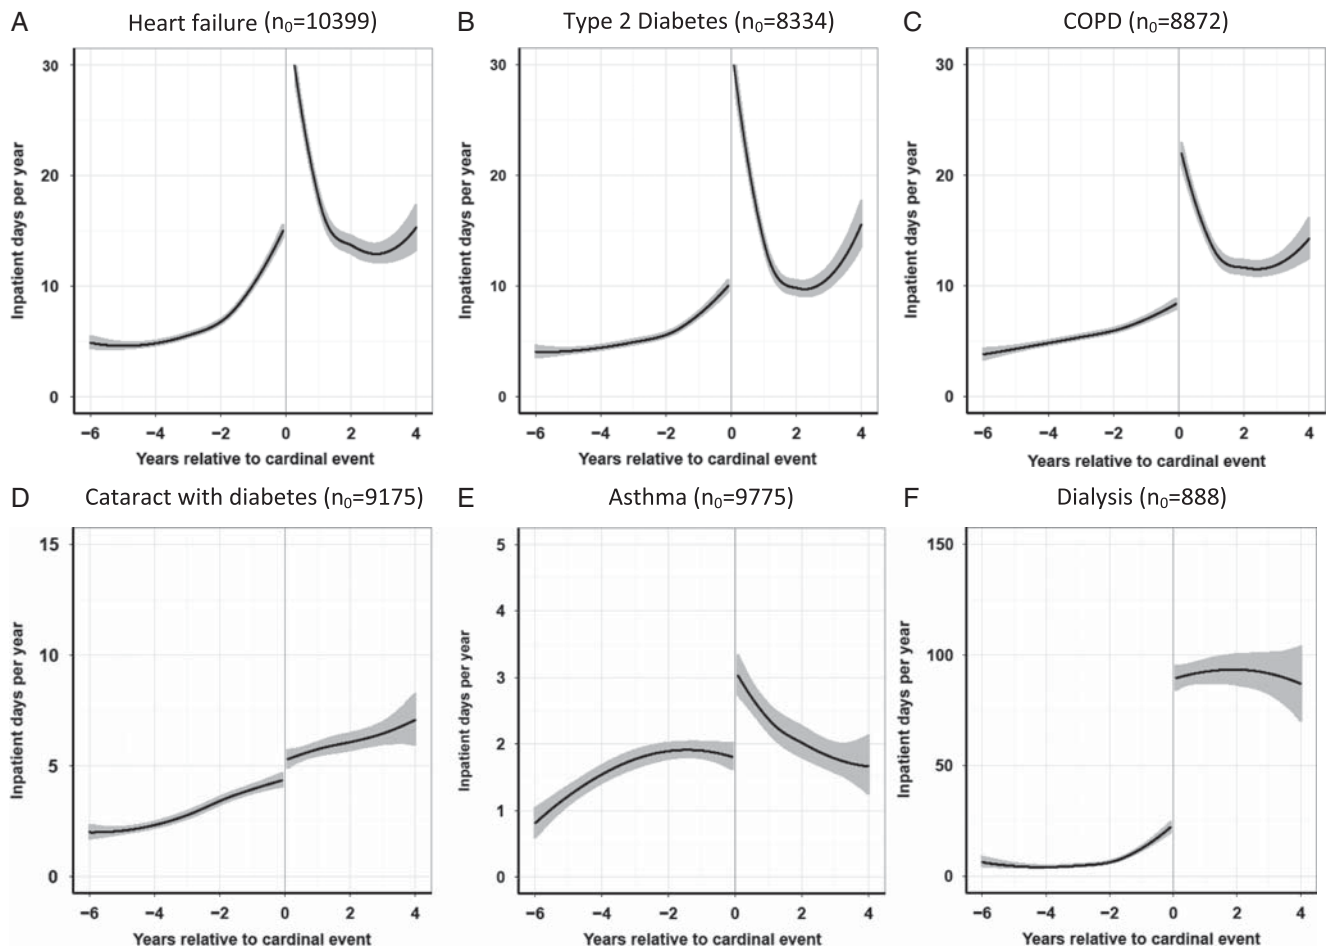 A Heart failure (n₀=10399)
30
20
10
0
Inpatient days per year
−6 −4 −2 0 2 4
Years relative to cardinal event
B Type 2 Diabetes (n₀=8334)
30
20
10
0
Inpatient days per year
−6 −4 −2 0 2 4
Years relative to cardinal event
C COPD (n₀=8872)
30
20
10
0
Inpatient days per year
−6 −4 −2 0 2 4
Years relative to cardinal event
D Cataract with diabetes (n₀=9175)
15
10
5
0
Inpatient days per year
−6 −4 −2 0 2 4
Years relative to cardinal event
E Asthma (n₀=9775)
5
4
3
2
1
0
Inpatient days per year
−6 −4 −2 0 2 4
Years relative to cardinal event
F Dialysis (n₀=888)
150
100
50
0
Inpatient days per year
−6 −4 −2 0 2 4
Years relative to cardinal event